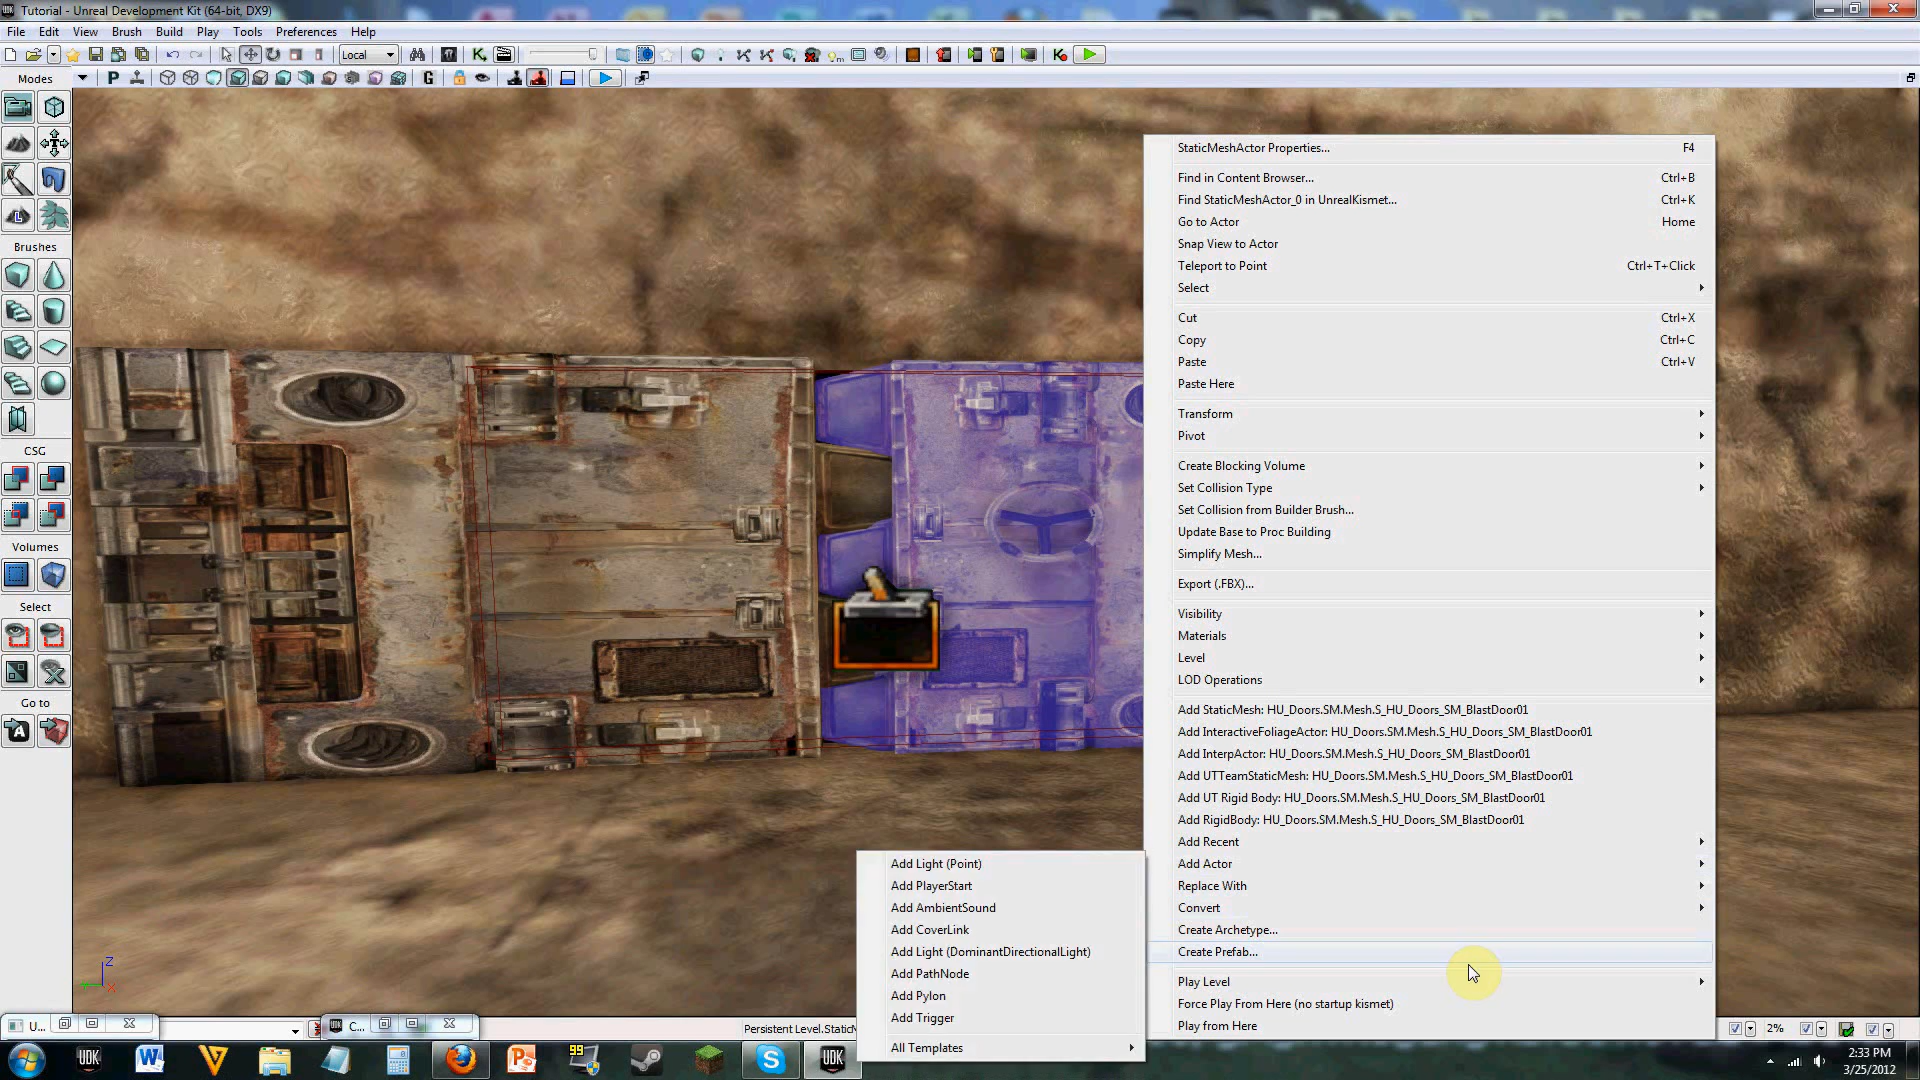 Tutorial - Unreal Development Kit (64-bit, DX9)
File Edit View Brush Build Play Tools Preferences Help
Local
Modes
P
G
Brushes
CSG
Volumes
Select
Go to
StaticMeshActor Properties... F4
Find in Content Browser... Ctrl+B
Find StaticMeshActor_0 in UnrealKismet... Ctrl+K
Go to Actor Home
Snap View to Actor
Teleport to Point Ctrl+T+Click
Select
Cut Ctrl+X
Copy Ctrl+C
Paste Ctrl+V
Paste Here
Transform
Pivot
Create Blocking Volume
Set Collision Type
Set Collision from Builder Brush...
Update Base to Proc Building
Simplify Mesh...
Export (.FBX)...
Visibility
Materials
Level
LOD Operations
Add StaticMesh: HU_Doors.SM.Mesh.S_HU_Doors_SM_BlastDoor01
Add InteractiveFoliageActor: HU_Doors.SM.Mesh.S_HU_Doors_SM_BlastDoor01
Add InterpActor: HU_Doors.SM.Mesh.S_HU_Doors_SM_BlastDoor01
Add UTTeamStaticMesh: HU_Doors.SM.Mesh.S_HU_Doors_SM_BlastDoor01
Add UT Rigid Body: HU_Doors.SM.Mesh.S_HU_Doors_SM_BlastDoor01
Add RigidBody: HU_Doors.SM.Mesh.S_HU_Doors_SM_BlastDoor01
Add Recent
Add Actor
Replace With
Convert
Create Archetype...
Create Prefab...
Play Level
Force Play From Here (no startup kismet)
Play from Here
Add Light (Point)
Add PlayerStart
Add AmbientSound
Add CoverLink
Add Light (DominantDirectionalLight)
Add PathNode
Add Pylon
Add Trigger
All Templates
Z
X
U...
C...
Persistent Level.Static
2%
UDK
99
UDK
2:33 PM
3/25/2012